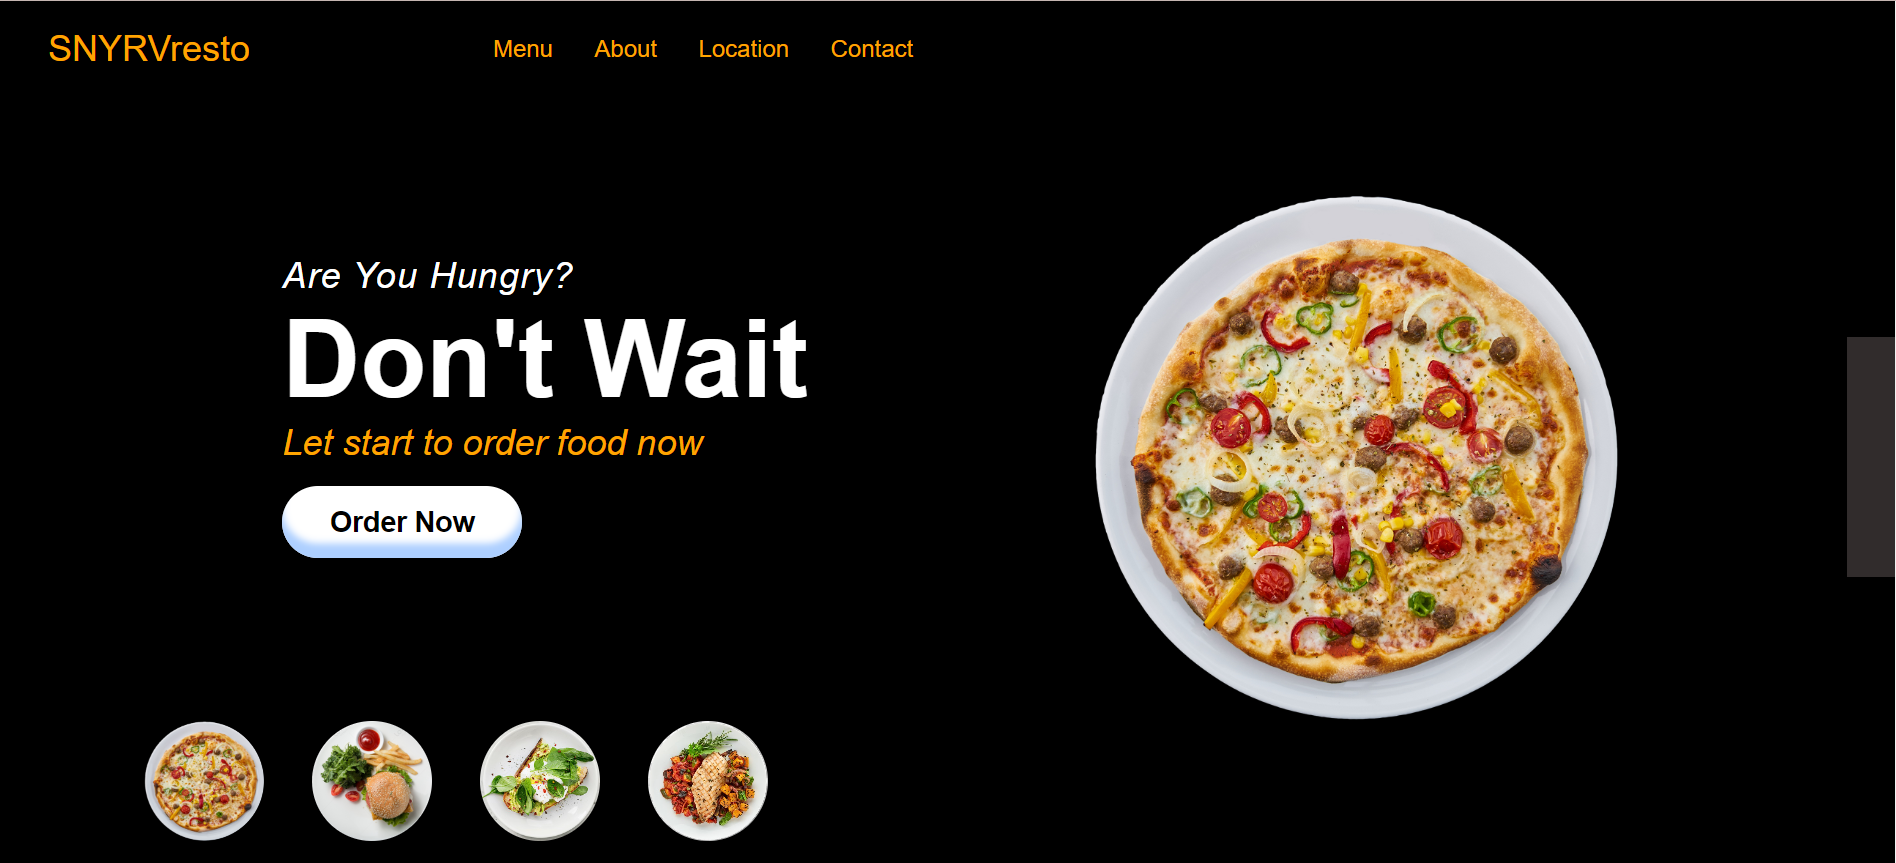 SNYRVresto
Menu About Location Contact
Are You Hungry?
Don't Wait
Let start to order food now
Order Now